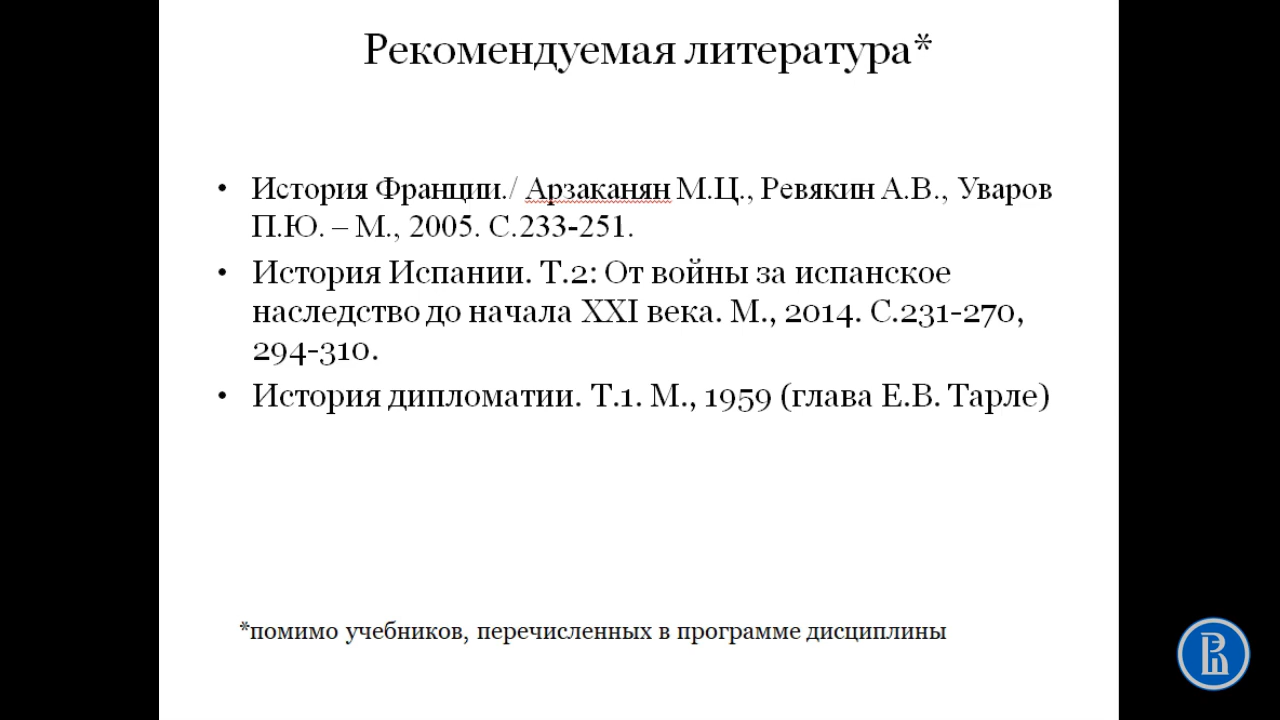 Рекомендуемая литература*
• История Франции./ Арзаканян М.Ц., Ревякин А.В., Уваров
П.Ю. – М., 2005. С.233-251.
• История Испании. Т.2: От войны за испанское
наследство до начала XXI века. М., 2014. С.231-270,
294-310.
• История дипломатии. Т.1. М., 1959 (глава Е.В. Тарле)
*помимо учебников, перечисленных в программе дисциплины